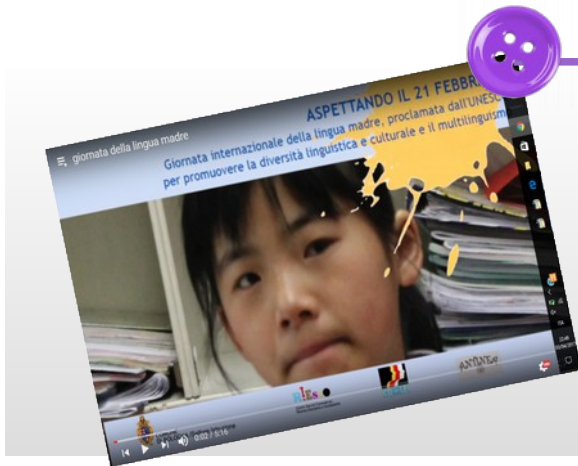 giornata della lingua madre
ASPETTANDO IL 21 FEBBR
Giornata internazionale della lingua madre, proclamata dall'UNESC
per promuovere la diversità linguistica e culturale e il multilinguism
0:02 / 5:16